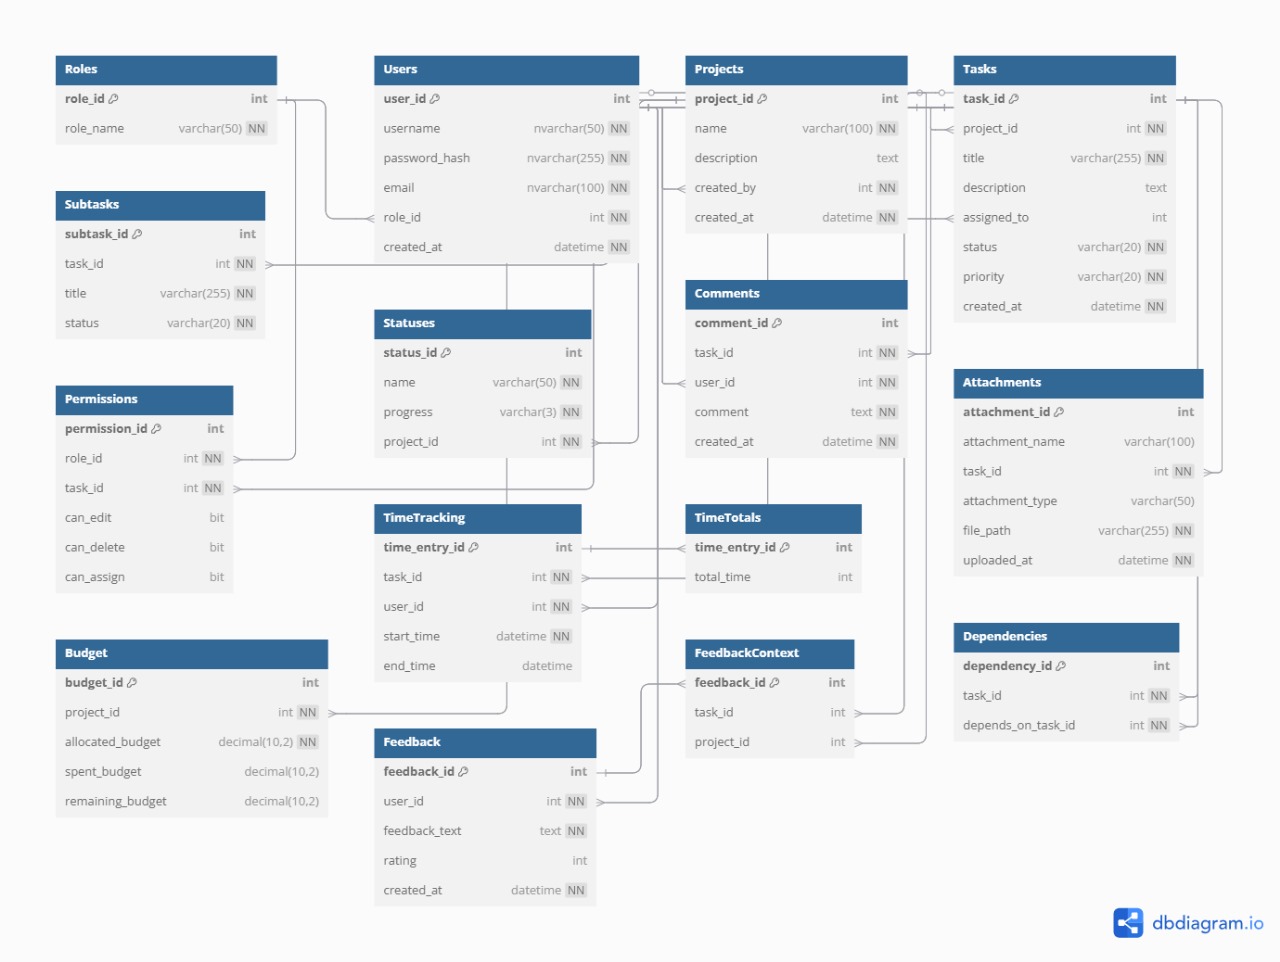 Roles
role_id int
role_name varchar(50) NN
Subtasks
subtask_id int
task_id int NN
title varchar(255) NN
status varchar(20) NN
Permissions
permission_id int
role_id int NN
task_id int NN
can_edit bit
can_delete bit
can_assign bit
Budget
budget_id int
project_id int NN
allocated_budget decimal(10,2) NN
spent_budget decimal(10,2)
remaining_budget decimal(10,2)
Users
user_id int
username nvarchar(50) NN
password_hash nvarchar(255) NN
email nvarchar(100) NN
role_id int NN
created_at datetime NN
Statuses
status_id int
name varchar(50) NN
progress varchar(3) NN
project_id int NN
TimeTracking
time_entry_id int
task_id int NN
user_id int NN
start_time datetime NN
end_time datetime
Feedback
feedback_id int
user_id int NN
feedback_text text NN
rating int
created_at datetime NN
Projects
project_id int
name varchar(100) NN
description text
created_by int NN
created_at datetime NN
Comments
comment_id int
task_id int NN
user_id int NN
comment text NN
created_at datetime NN
TimeTotals
time_entry_id int
total_time int
FeedbackContext
feedback_id int
task_id int
project_id int
Tasks
task_id int
project_id int NN
title varchar(255) NN
description text
assigned_to int
status varchar(20) NN
priority varchar(20) NN
created_at datetime NN
Attachments
attachment_id int
attachment_name varchar(100)
task_id int NN
attachment_type varchar(50)
file_path varchar(255) NN
uploaded_at datetime NN
Dependencies
dependency_id int
task_id int NN
depends_on_task_id int NN
dbdiagram.io